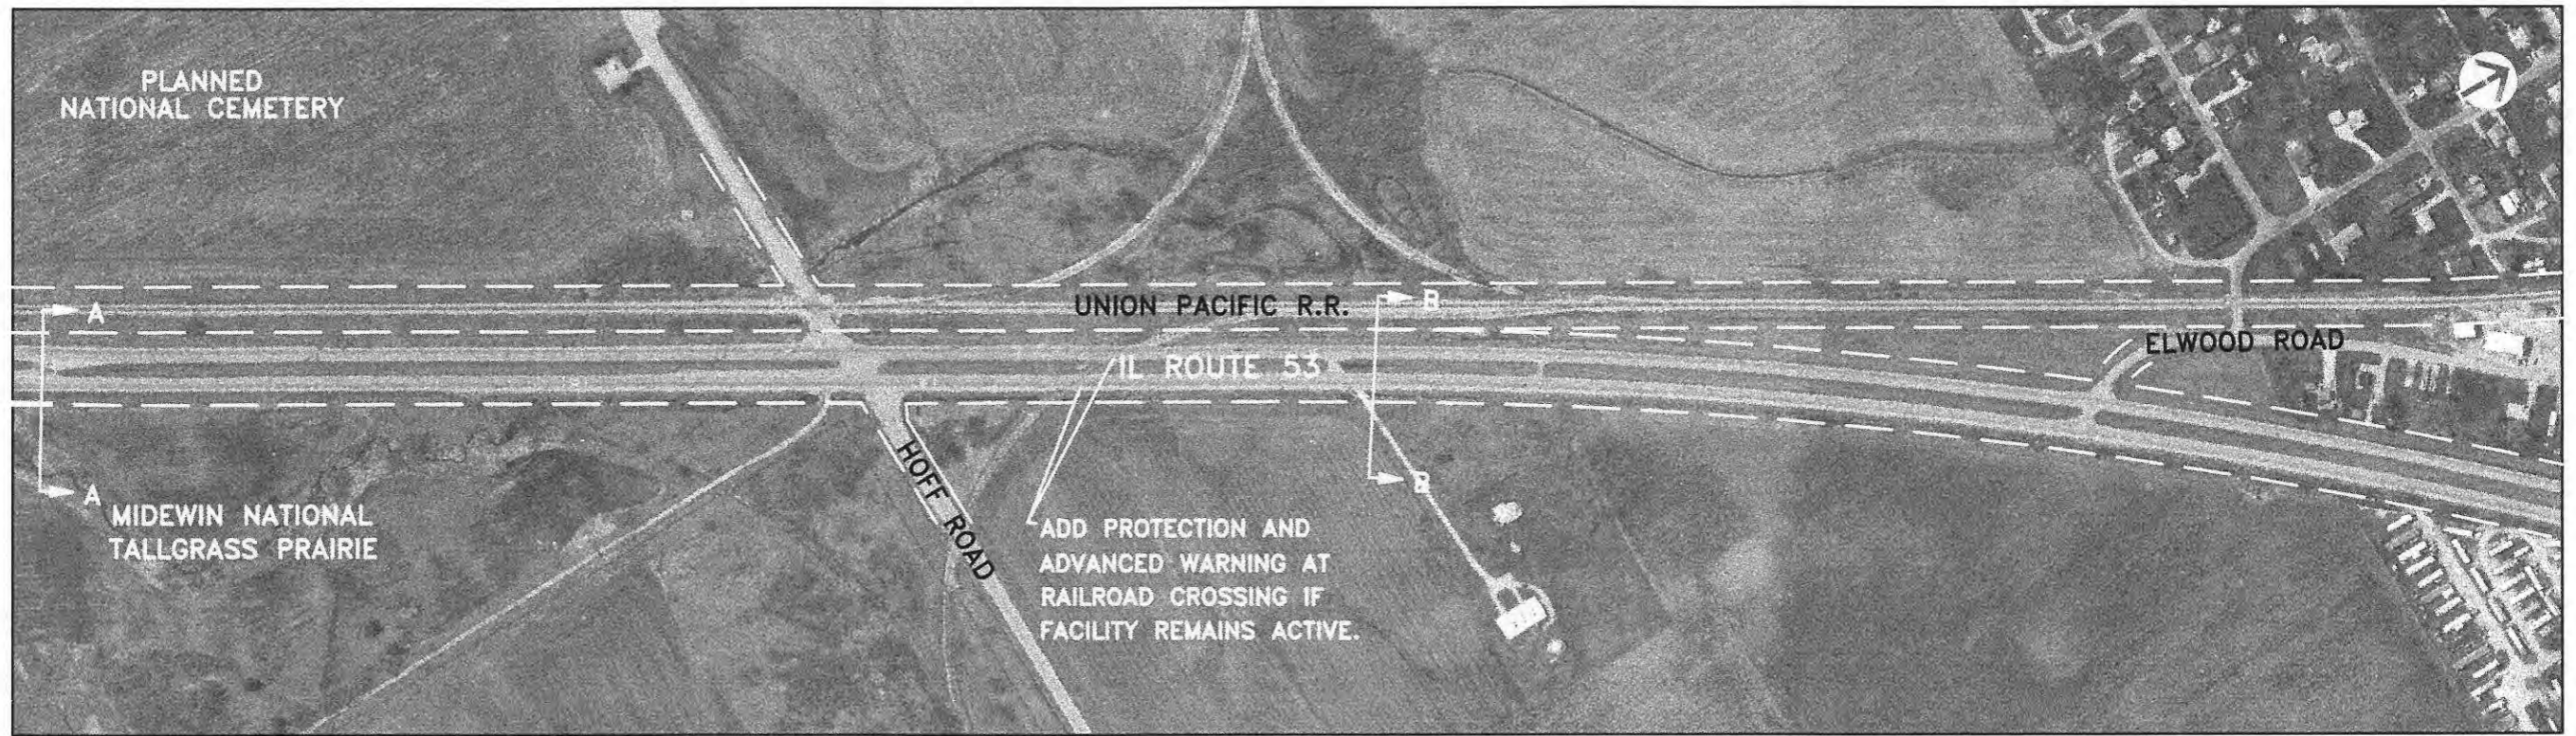 PLANNED
NATIONAL CEMETERY
UNION PACIFIC R.R.
A
B
ELWOOD ROAD
IL ROUTE 53
HOFF ROAD
B
A
MIDEWIN NATIONAL
TALLGRASS PRAIRIE
ADD PROTECTION AND
ADVANCED WARNING AT
RAILROAD CROSSING IF
FACILITY REMAINS ACTIVE.